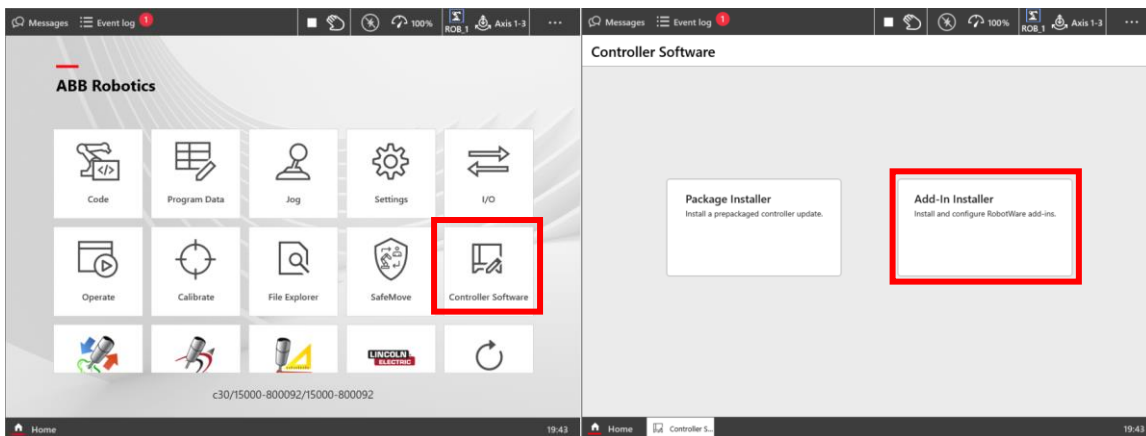 Messages Event log 1 100% ROB_1 Axis 1-3 ...
ABB Robotics
Code Program Data Jog Settings I/O
Operate Calibrate File Explorer SafeMove Controller Software
LINCOLN
ELECTRIC
c30/15000-800092/15000-800092
Home 19:43
Messages Event log 1 100% ROB_1 Axis 1-3 ...
Controller Software
Package Installer
Install a prepackaged controller update.
Add-In Installer
Install and configure RobotWare add-ins.
Home Controller S... 19:43